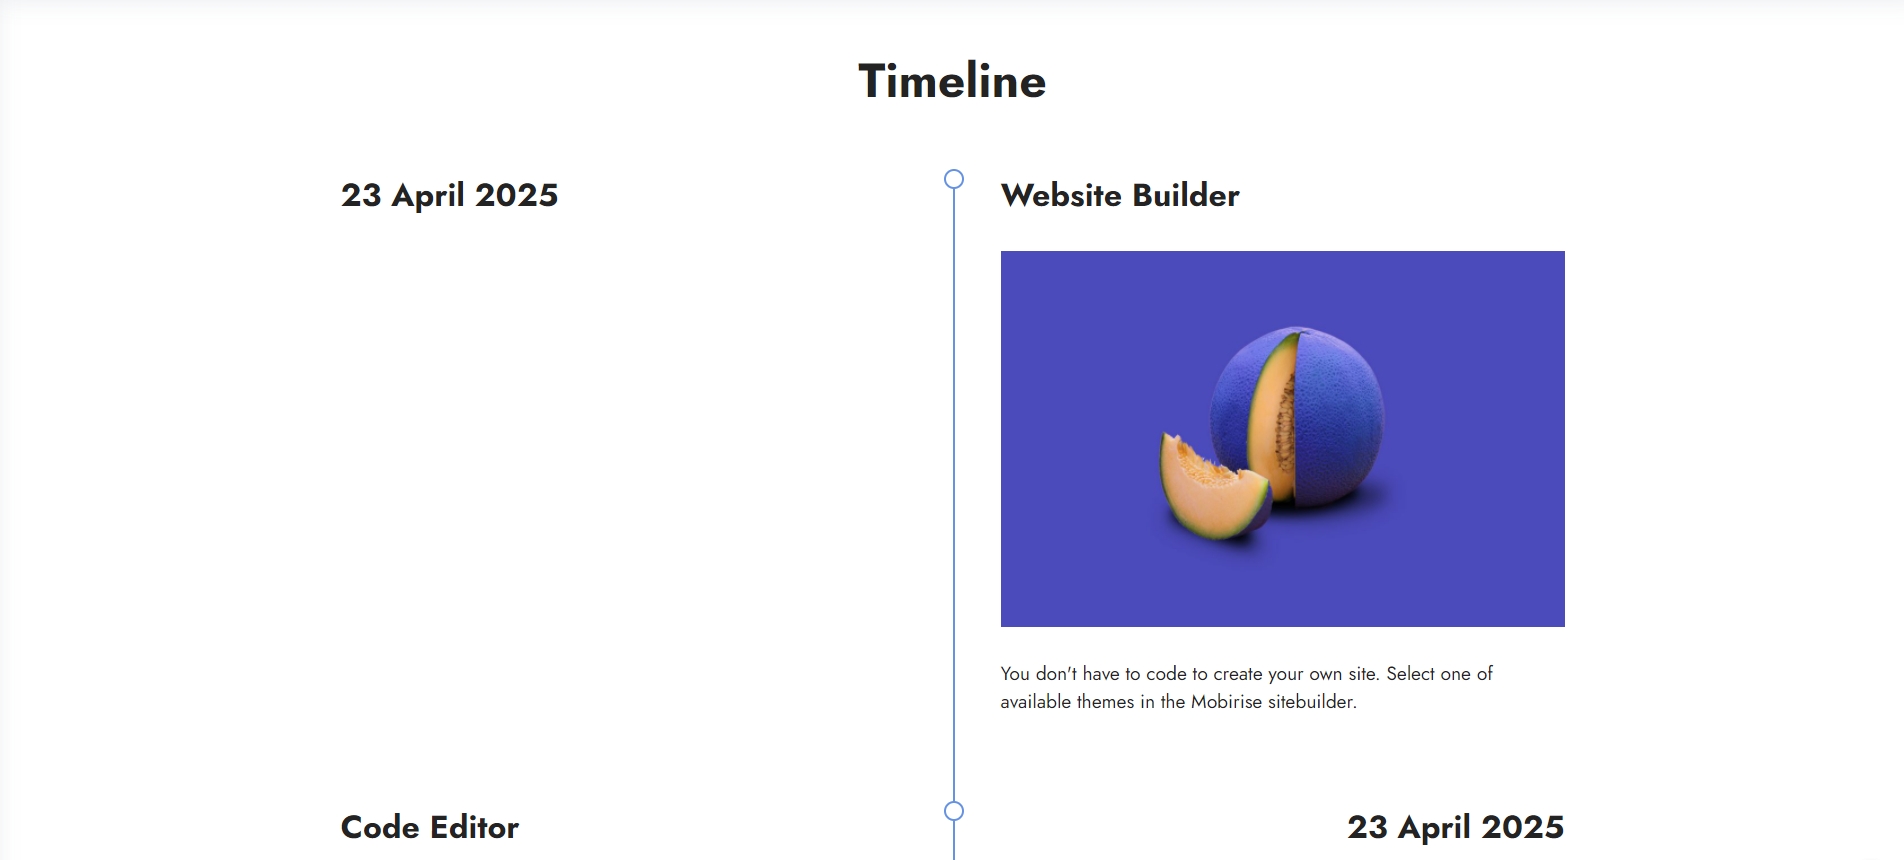 Timeline
23 April 2025
Website Builder
You don't have to code to create your own site. Select one of
available themes in the Mobirise sitebuilder.
Code Editor
23 April 2025